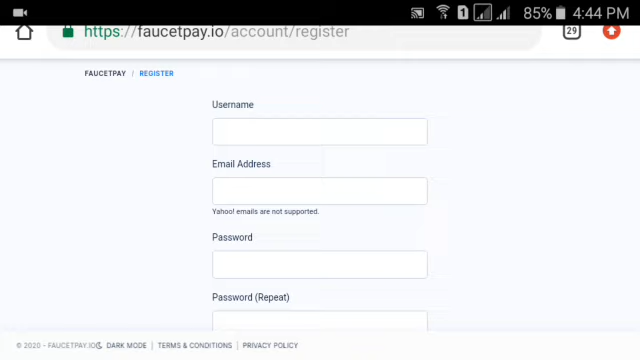 1 85% 4:44 PM
https://faucetpay.io/account/register 29
FAUCETPAY / REGISTER
Username
Email Address
Yahoo! emails are not supported.
Password
Password (Repeat)
© 2020 - FAUCETPAY.IO DARK MODE | TERMS & CONDITIONS | PRIVACY POLICY